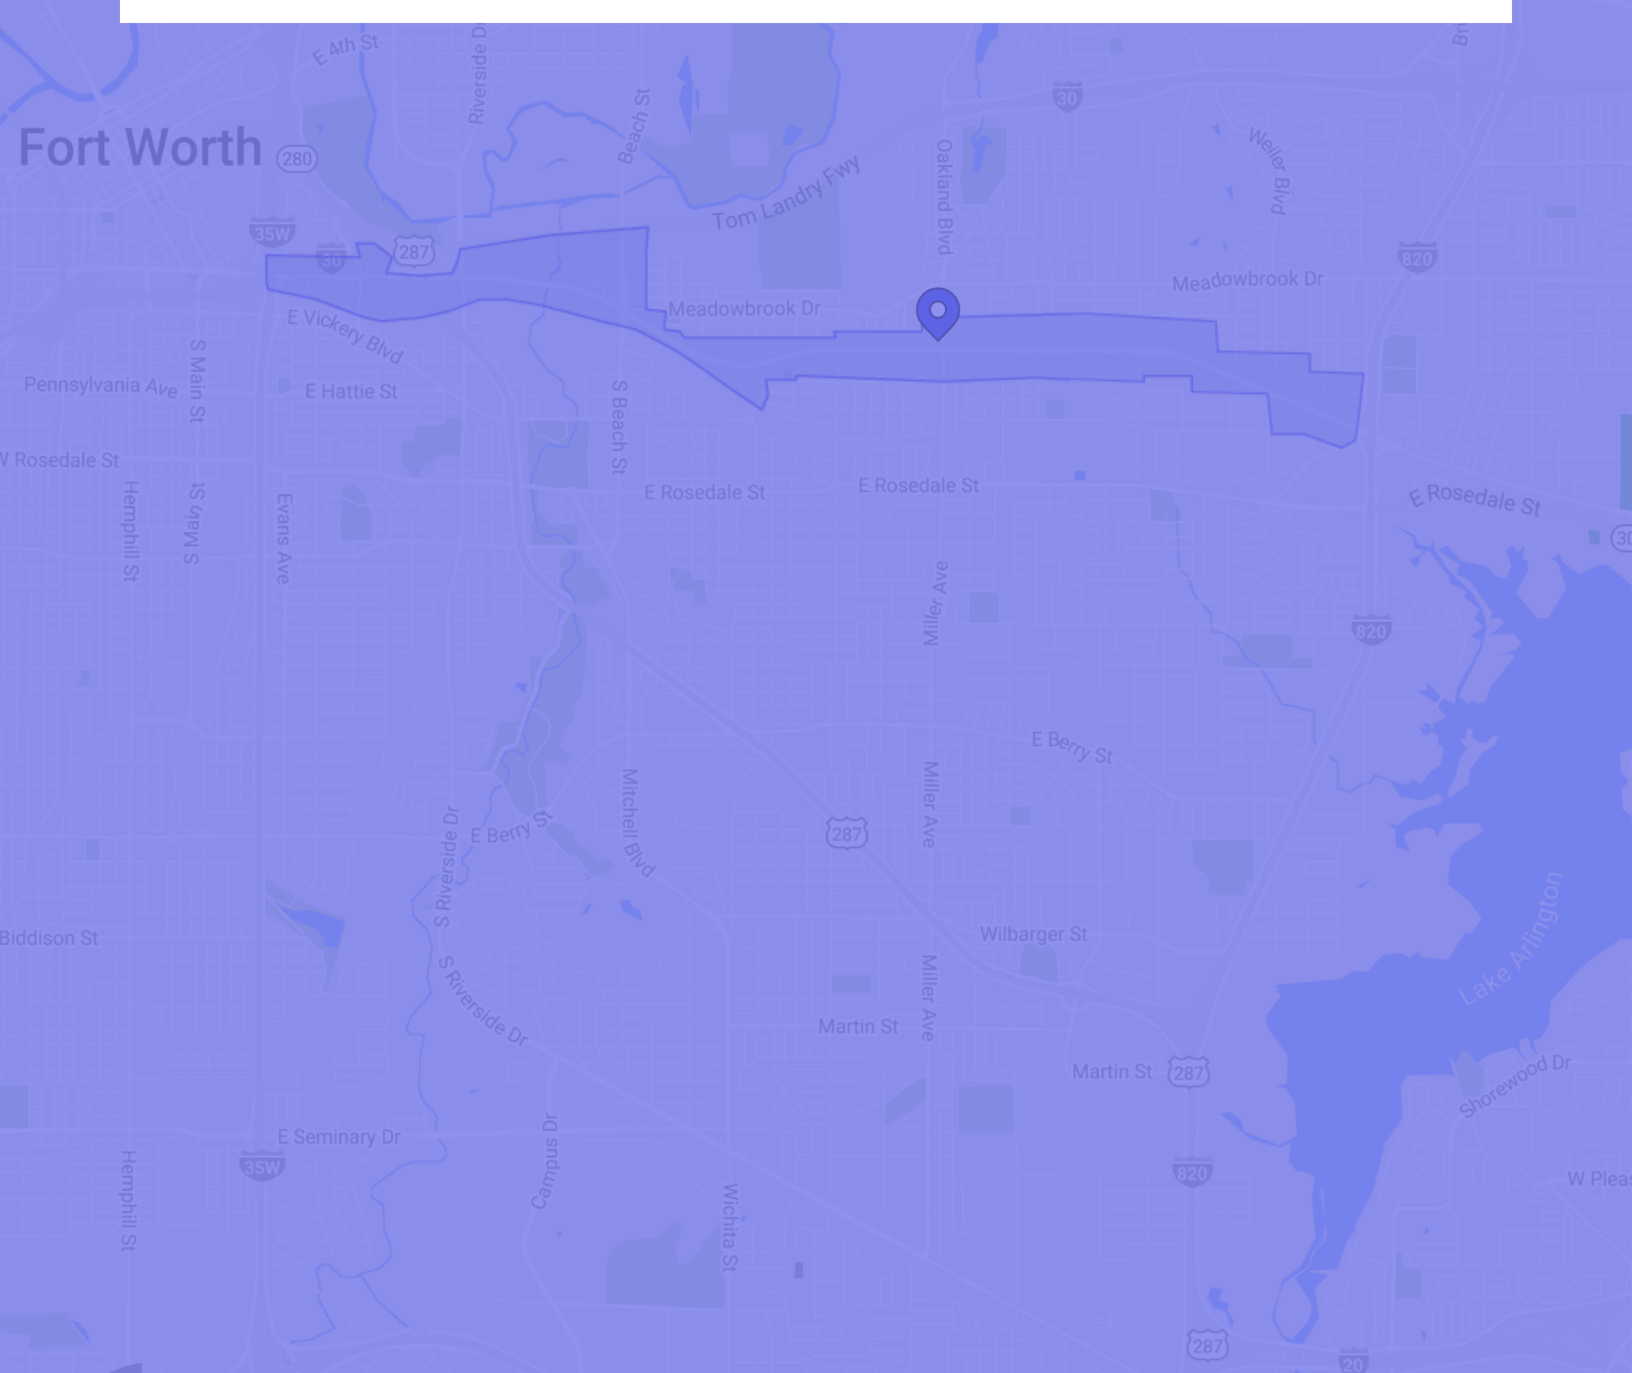 Bri
E 4th St
Riverside D
Beach St
30
Fort Worth
280
Oakland Blvd
Weiler Blvd
Tom Landry Fwy
35W
30
287
820
Meadowbrook Dr
Meadowbrook Dr
E Vickery Blvd
S Main St
Pennsylvania Ave
E Hattie St
S Beach St
W Rosedale St
E Rosedale St
E Rosedale St
E Rosedale St
Hemphill St
S Main St
Evans Ave
30
Miller Ave
820
E Berry St
Mitchell Blvd
Miller Ave
S Riverside Dr
E Berry St
287
Biddison St
Wilbarger St
Lake Arlington
S Riverside Dr
Miller Ave
Martin St
Martin St
287
Shorewood Dr
E Seminary Dr
Campus Dr
35W
Hemphill St
820
W Pleas
Wichita St
287
20